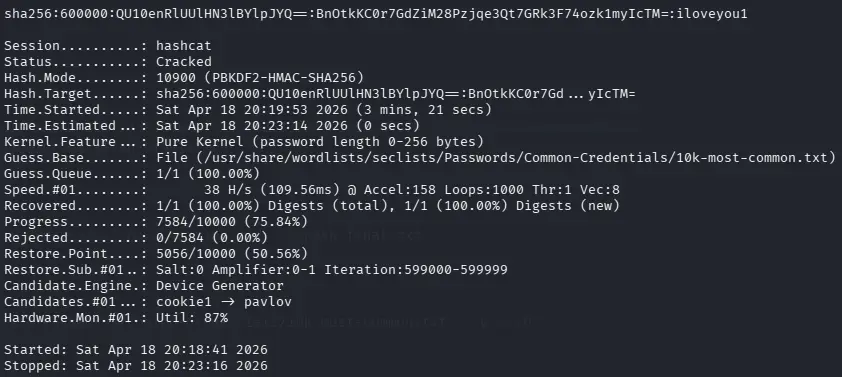 sha256:600000:QU10enRlUUlHN3lBYlpJYQ==:BnOtkKC0r7GdZiM28Pzjqe3Qt7GRk3F74ozk1myIcTM=:iloveyou1
Session..........: hashcat
Status...........: Cracked
Hash.Mode........: 10900 (PBKDF2-HMAC-SHA256)
Hash.Target......: sha256:600000:QU10enRlUUlHN3lBYlpJYQ==:BnOtkKC0r7Gd...yIcTM=
Time.Started.....: Sat Apr 18 20:19:53 2026 (3 mins, 21 secs)
Time.Estimated...: Sat Apr 18 20:23:14 2026 (0 secs)
Kernel.Feature...: Pure Kernel (password length 0-256 bytes)
Guess.Base.......: File (/usr/share/wordlists/seclists/Passwords/Common-Credentials/10k-most-common.txt)
Guess.Queue......: 1/1 (100.00%)
Speed.#01........:       38 H/s (109.56ms) @ Accel:158 Loops:1000 Thr:1 Vec:8
Recovered........: 1/1 (100.00%) Digests (total), 1/1 (100.00%) Digests (new)
Progress.........: 7584/10000 (75.84%)
Rejected.........: 0/7584 (0.00%)
Restore.Point....: 5056/10000 (50.56%)
Restore.Sub.#01..: Salt:0 Amplifier:0-1 Iteration:599000-599999
Candidate.Engine.: Device Generator
Candidates.#01...: cookie1 -> pavlov
Hardware.Mon.#01.: Util: 87%
Started: Sat Apr 18 20:18:41 2026
Stopped: Sat Apr 18 20:23:16 2026